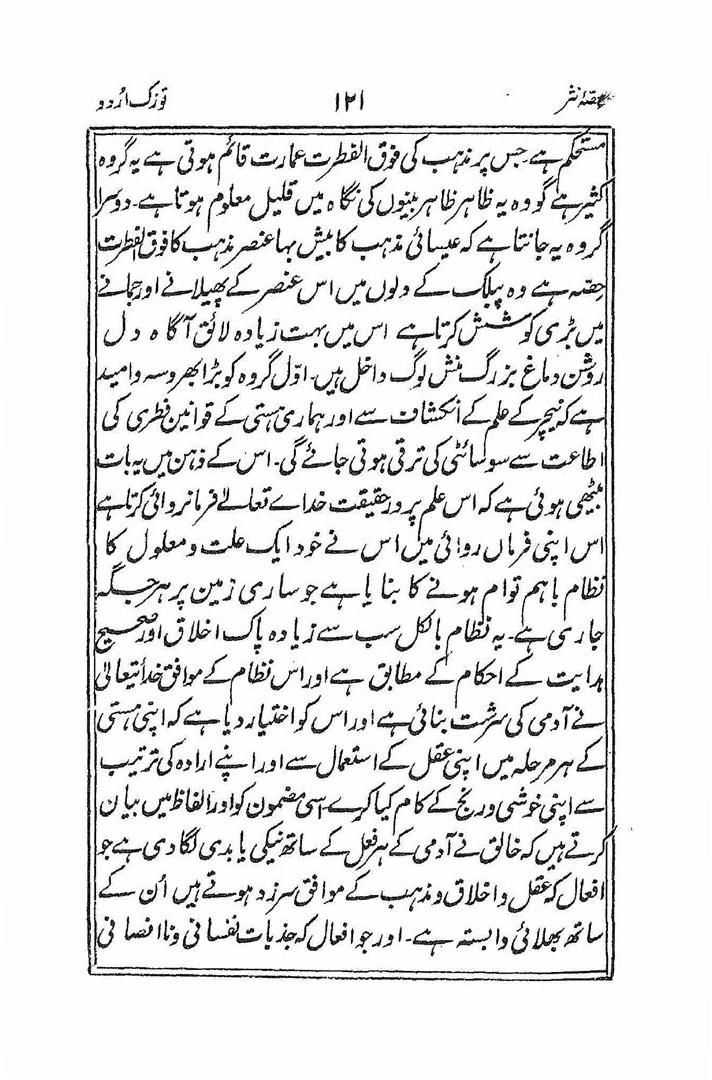 حصۂ نثر ۱۲۱ توزک اُردو
مستحکم ہے جس پر مذہب کی فوق الفطرت عمارت قائم ہوتی ہے یہ گروہ
کثیر ہے گو وہ یہ ظاہر ظاہر بینوں کی نگاہ میں قلیل معلوم ہوتا ہے۔ دوسرا
گروہ یہ جانتا ہے کہ عیسائی مذہب کا بیش بہا عنصر مذہب کا فوق الفطرت
حصّہ ہے وہ پبلک کے دلوں میں اس عنصر کے پھیلانے اور جمانے
میں بڑی کوشش کرتا ہے اس میں بہت زیادہ لائق آگاہ دل
روشن دماغ بزرگ منش لوگ داخل ہیں۔ اوّل گروہ کو بڑا بھروسہ و امید
ہے کہ نیچر کے علم کے انکشاف سے اور ہماری ہستی کے قوانین فطری کی
اطاعت سے سوسائٹی کی ترقی ہوتی جائے گی۔ اس کے ذہن میں یہ بات
بیٹھی ہوئی ہے کہ اس علم پر درحقیقت خداے تعالےٰ فرمانروائی کرتا ہے
اس اپنی فرماں روائی میں اس نے خود ایک علت و معلول کا
نظام باہم توام ہونے کا بنایا ہے جو ساری زمین پر ہر جگہ
جاری ہے۔ یہ نظام بالکل سب سے زیادہ پاک اخلاق اور صحیح
ہدایت کے احکام کے مطابق ہے اور اس نظام کے موافق خدا تعالیٰ
نے آدمی کی سرشت بنائی ہے اور اس کو اختیار دیا ہے کہ اپنی ہستی
کے ہر مرحلہ میں اپنی عقل کے استعمال سے اور اپنے ارادہ کی ترتیب
سے اپنی خوشی و رنج کے کام کیا کرے اسی مضمون کو اور الفاظ میں بیان
کرتے ہیں کہ خالق نے آدمی کے ہر فعل کے ساتھ نیکی یا بدی لگا دی ہے جو
افعال کہ عقل و اخلاق و مذہب کے موافق سرزد ہوتے ہیں اُن کے
ساتھ بھلائی وابستہ ہے۔ اور جو افعال کہ جذبات نفسانی و ناانصافی